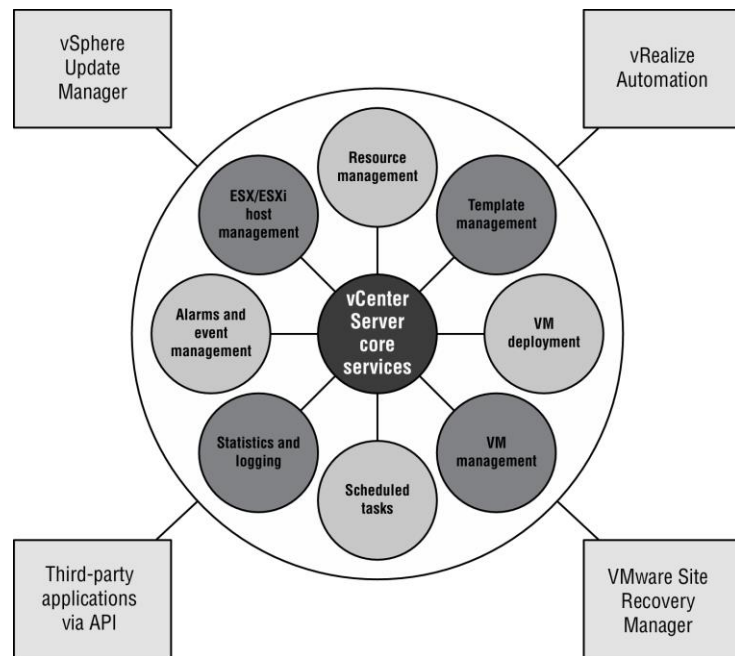 vSphere
Update
Manager
vRealize
Automation
Resource
management
ESX/ESXi
host
management
Template
management
Alarms and
event
management
vCenter
Server
core
services
VM
deployment
Statistics and
logging
VM
management
Scheduled
tasks
Third-party
applications
via API
VMware Site
Recovery
Manager